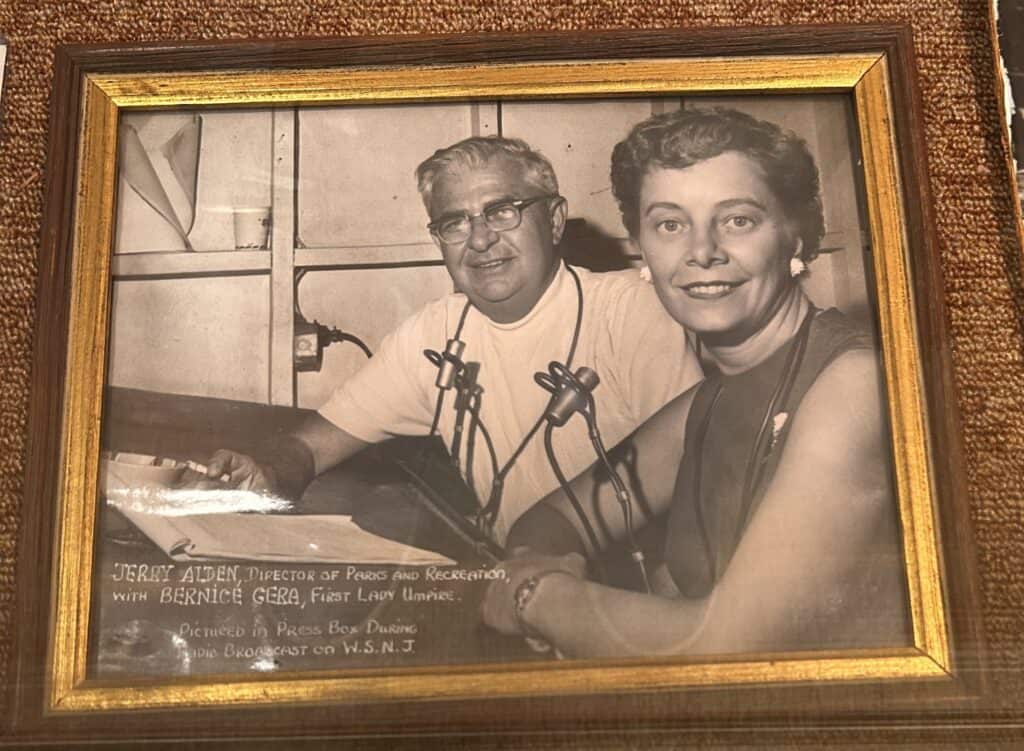 JERRY ALDEN, DIRECTOR OF PARKS AND RECREATION,
WITH BERNICE GERA, FIRST LADY UMPIRE.
PICTURED IN PRESS BOX DURING
RADIO BROADCAST ON W.S.N.J.